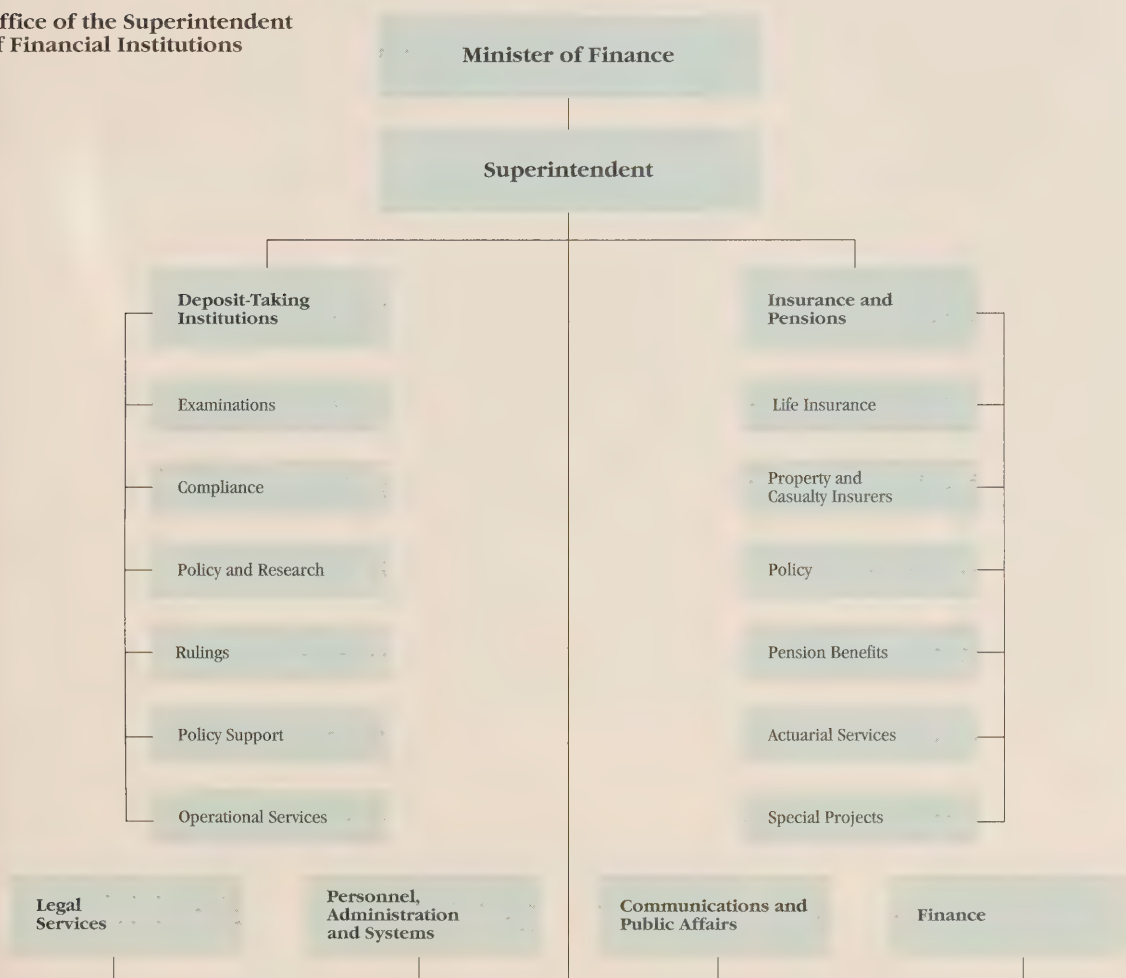 ffice of the Superintendent
f Financial Institutions
Minister of Finance
Superintendent
Deposit-Taking
Institutions
Examinations
Compliance
Policy and Research
Rulings
Policy Support
Operational Services
Insurance and
Pensions
Life Insurance
Property and
Casualty Insurers
Policy
Pension Benefits
Actuarial Services
Special Projects
Legal
Services
Personnel,
Administration
and Systems
Communications and
Public Affairs
Finance